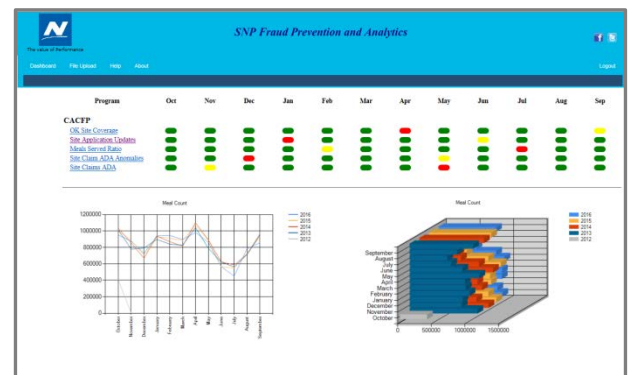 SNP Fraud Prevention and Analytics
N
The value of Performance
Dashboard File Upload Help About Logout
Program Oct Nov Dec Jan Feb Mar Apr May Jun Jul Aug Sep
CACFP
OK Site Coverage
Site Application Updates
Meals Served Ratio
Site Claim ADA Anomalies
Site Claims ADA
Meal Count
1200000
1000000
800000
600000
400000
200000
0
October November December January February March April May June July August September
2016
2015
2014
2013
2012
Meal Count
September
August
July
June
May
April
March
February
January
December
November
October
0 500000 1000000 1500000
2016
2015
2014
2013
2012